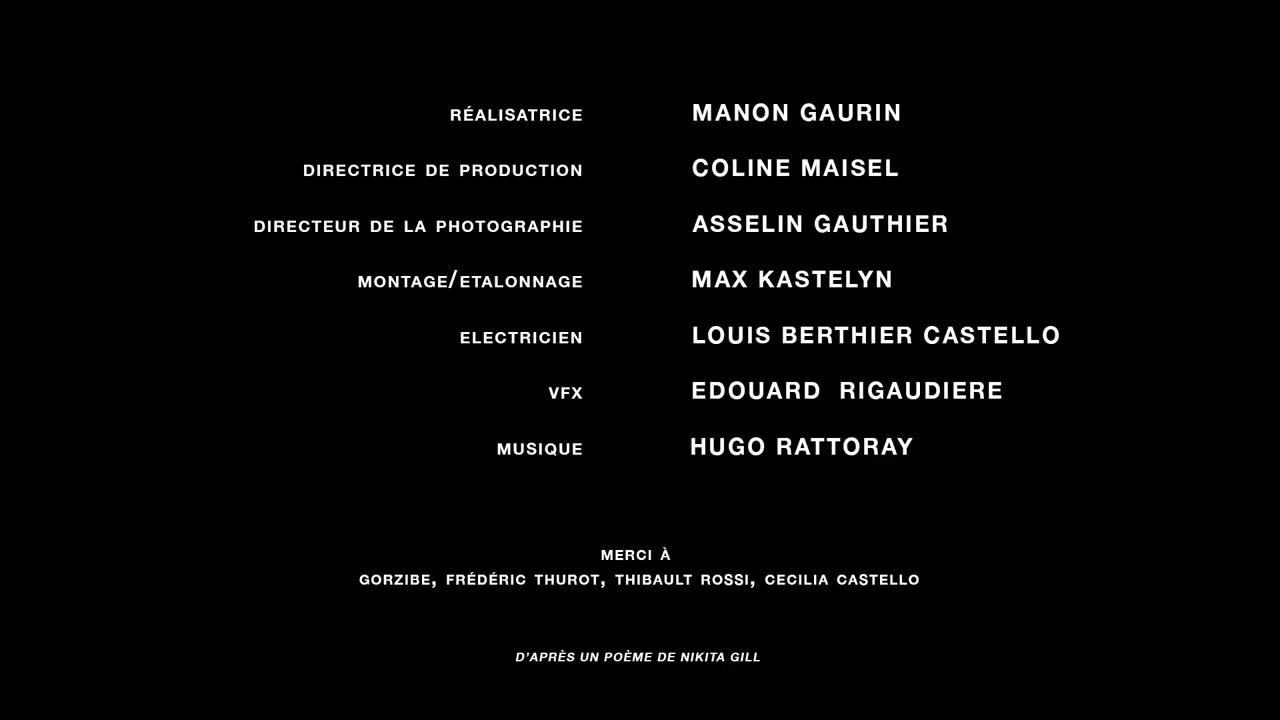 RÉALISATRICE MANON GAURIN
DIRECTRICE DE PRODUCTION COLINE MAISEL
DIRECTEUR DE LA PHOTOGRAPHIE ASSELIN GAUTHIER
MONTAGE/ETALONNAGE MAX KASTELYN
ELECTRICIEN LOUIS BERTHIER CASTELLO
VFX EDOUARD RIGAUDIERE
MUSIQUE HUGO RATTORAY
MERCI À
GORZIBE, FRÉDÉRIC THUROT, THIBAULT ROSSI, CECILIA CASTELLO
D'APRÈS UN POÈME DE NIKITA GILL